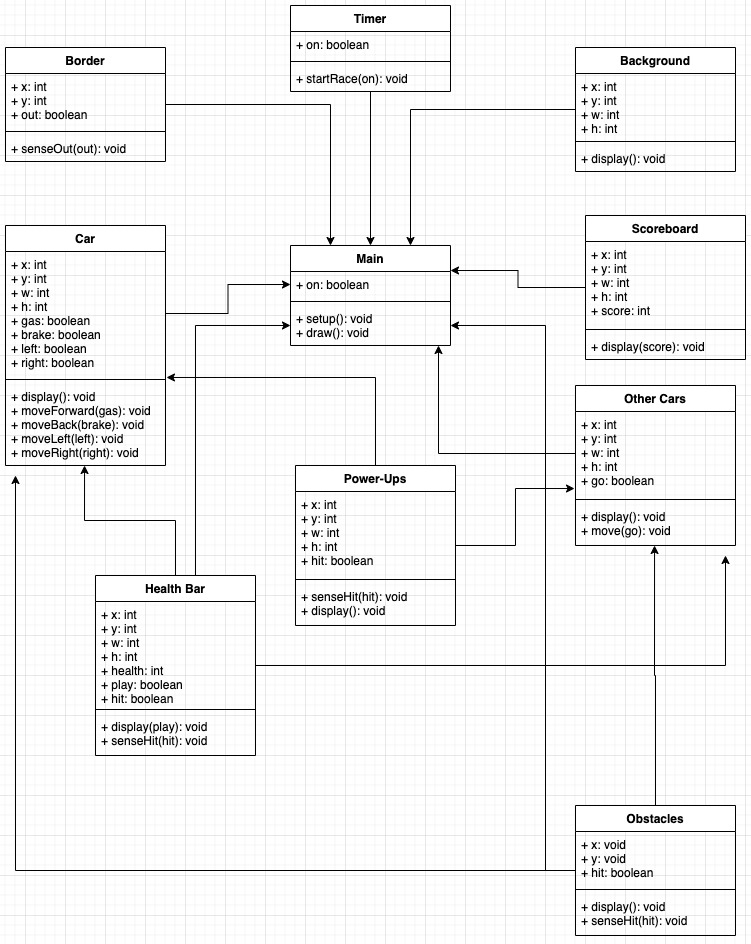 Timer
+ on: boolean
+ startRace(on): void
Border
+ x: int
+ y: int
+ out: boolean
+ senseOut(out): void
Background
+ x: int
+ y: int
+ w: int
+ h: int
+ display(): void
Car
+ x: int
+ y: int
+ w: int
+ h: int
+ gas: boolean
+ brake: boolean
+ left: boolean
+ right: boolean
+ display(): void
+ moveForward(gas): void
+ moveBack(brake): void
+ moveLeft(left): void
+ moveRight(right): void
Main
+ on: boolean
+ setup(): void
+ draw(): void
Scoreboard
+ x: int
+ y: int
+ w: int
+ h: int
+ score: int
+ display(score): void
Other Cars
+ x: int
+ y: int
+ w: int
+ h: int
+ go: boolean
+ display(): void
+ move(go): void
Power-Ups
+ x: int
+ y: int
+ w: int
+ h: int
+ hit: boolean
+ senseHit(hit): void
+ display(): void
Health Bar
+ x: int
+ y: int
+ w: int
+ h: int
+ health: int
+ play: boolean
+ hit: boolean
+ display(play): void
+ senseHit(hit): void
Obstacles
+ x: void
+ y: void
+ hit: boolean
+ display(): void
+ senseHit(hit): void